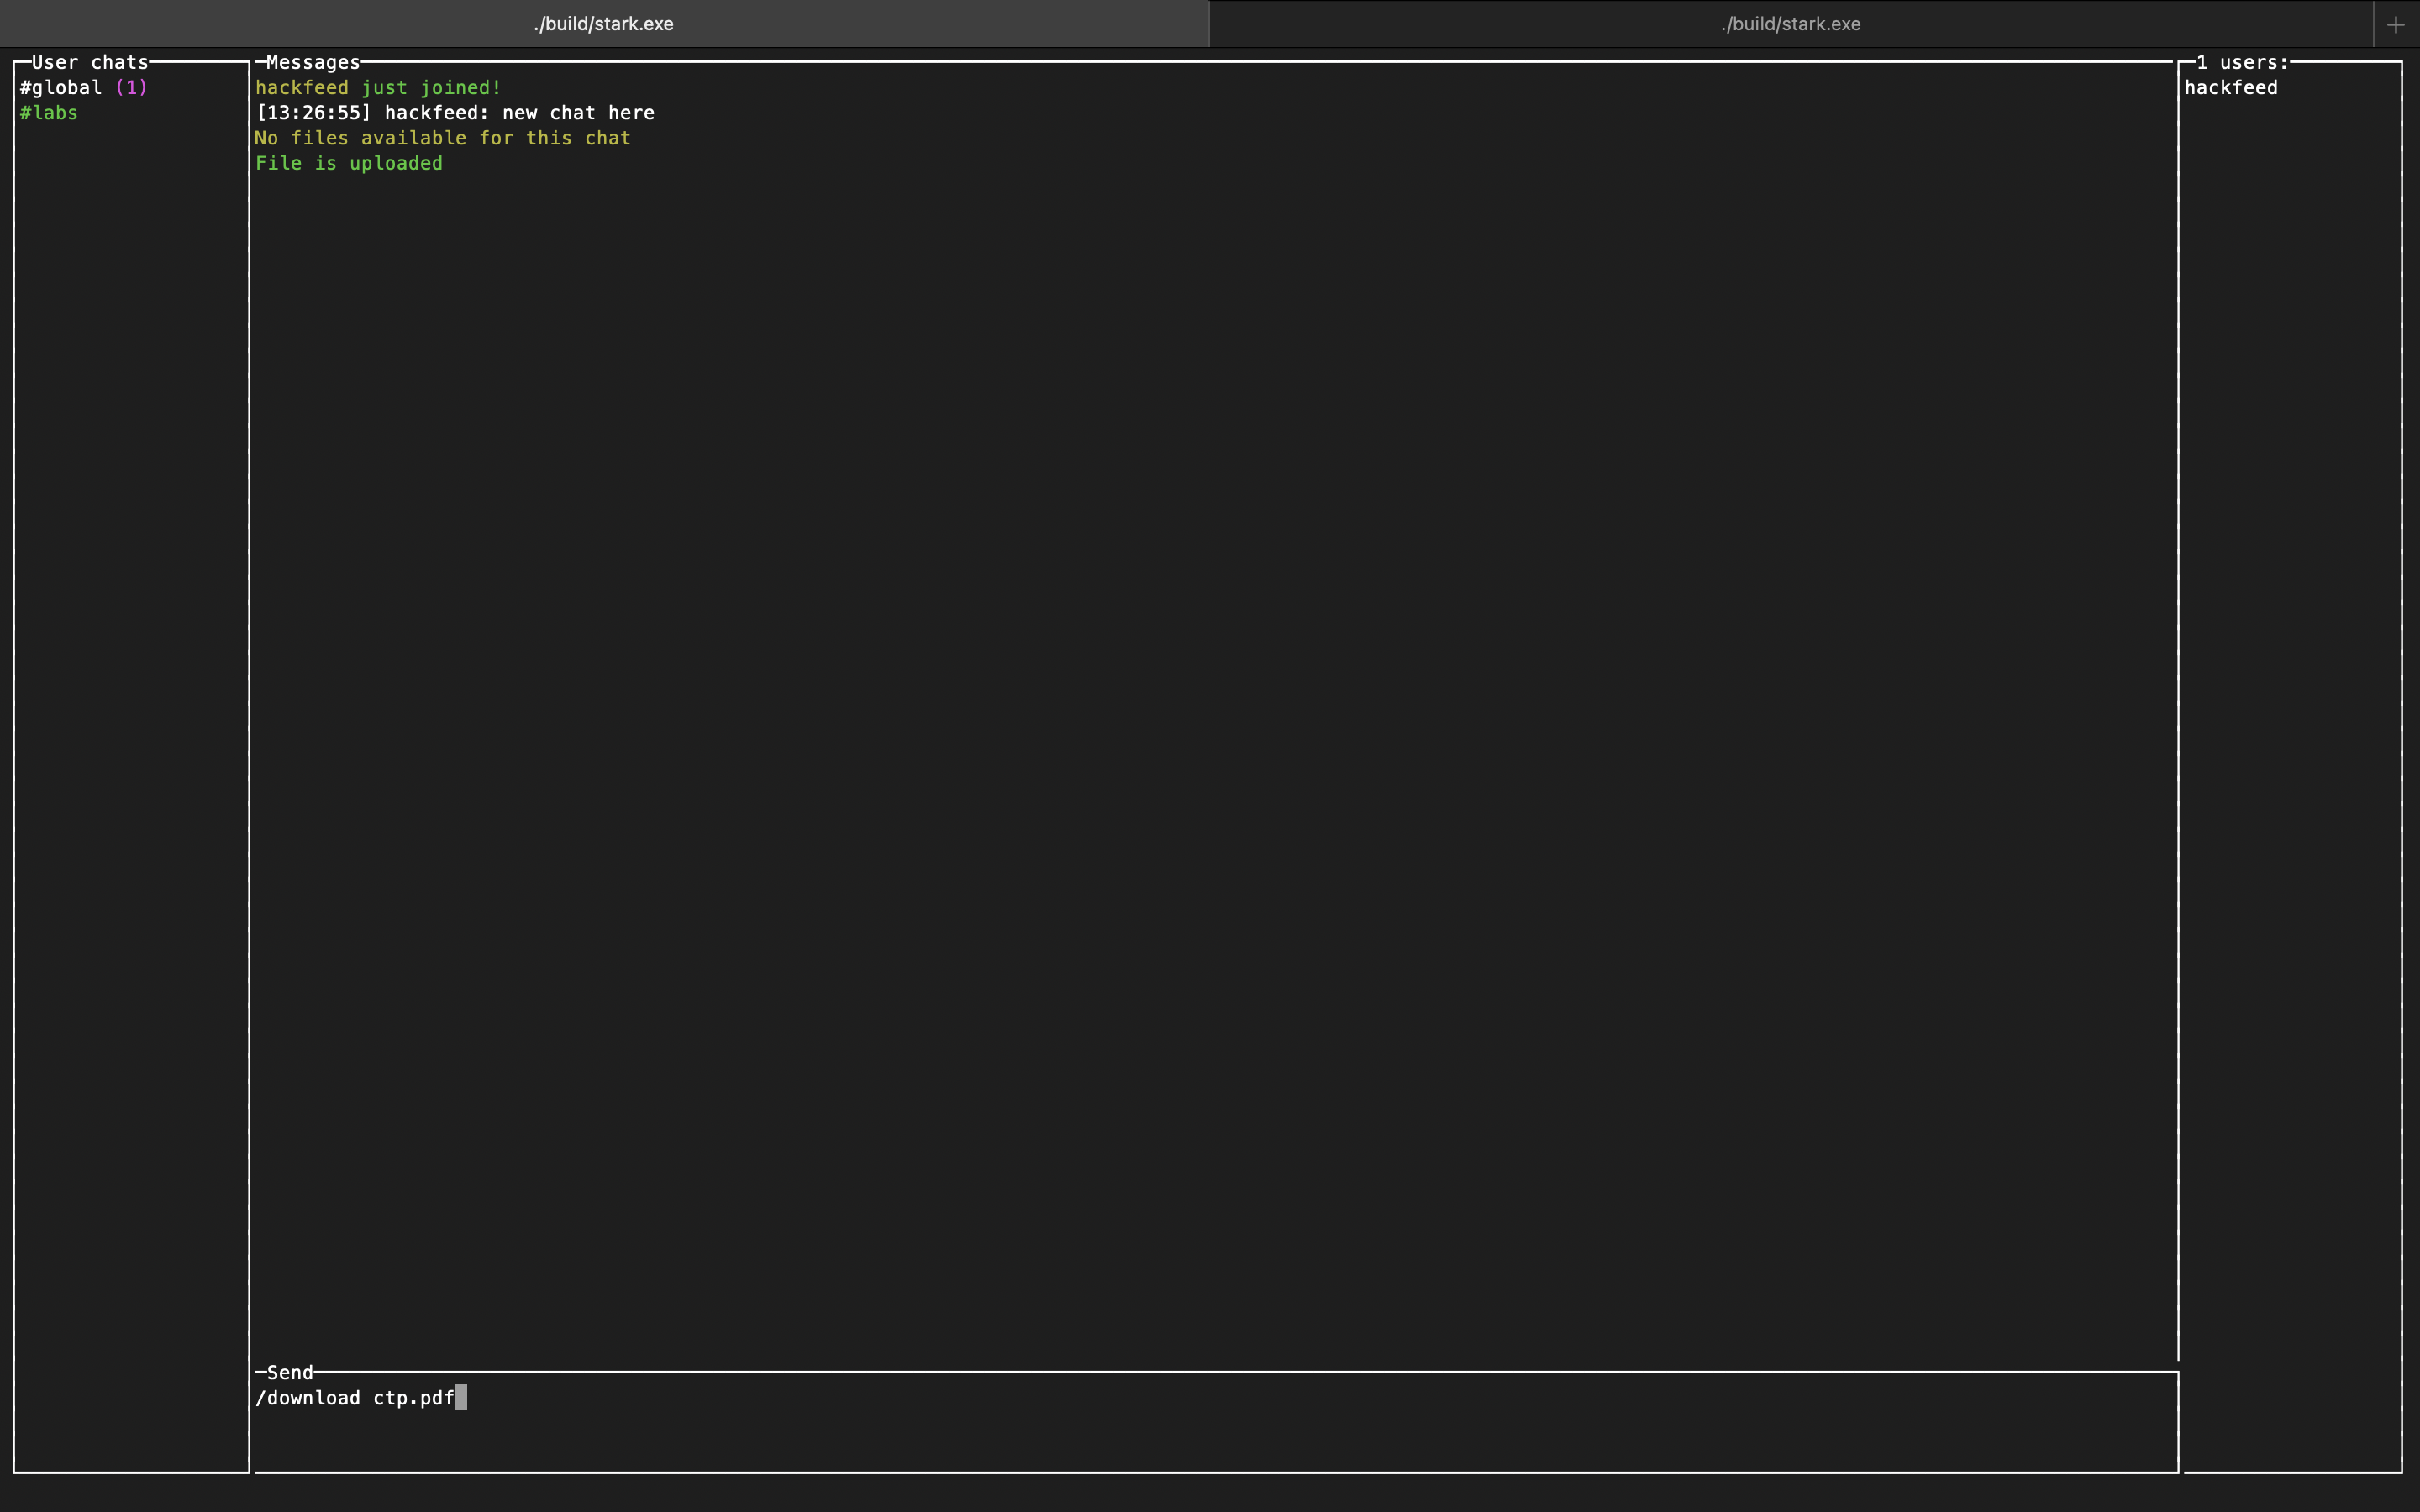 ./build/stark.exe
./build/stark.exe
User chats
#global (1)
#labs
Messages
hackfeed just joined!
[13:26:55] hackfeed: new chat here
No files available for this chat
File is uploaded
1 users:
hackfeed
Send
/download ctp.pdf